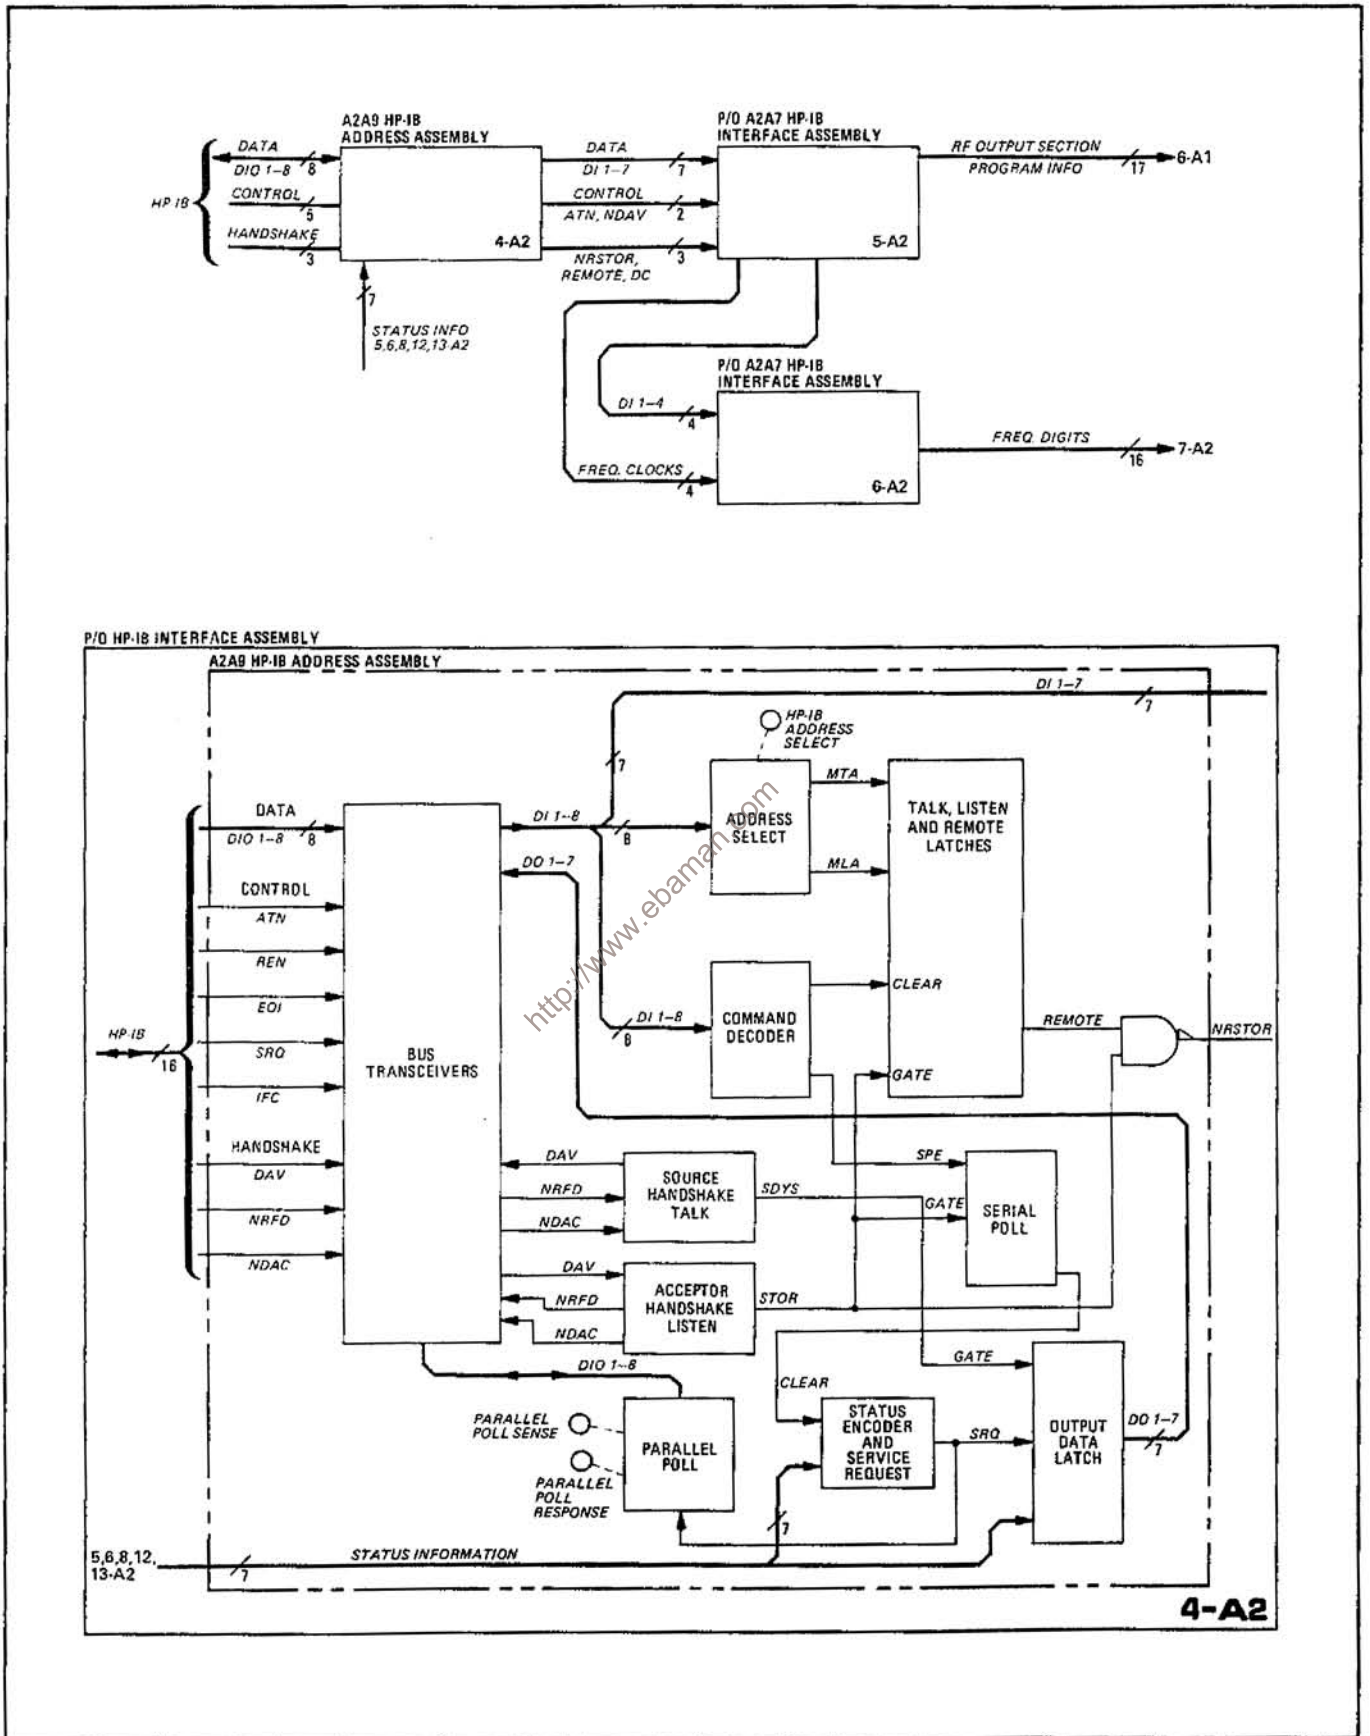 A2A9 HP-IB
ADDRESS ASSEMBLY
P/O A2A7 HP-IB
INTERFACE ASSEMBLY
HP-IB
DATA
DIO 1-8
8
CONTROL
5
HANDSHAKE
3
4-A2
7
STATUS INFO
5,6,8,12,13-A2
DATA
DI 1-7
7
CONTROL
ATN, NDAV
2
NRSTOR,
REMOTE, DC
3
5-A2
RF OUTPUT SECTION
PROGRAM INFO
17
6-A1
P/O A2A7 HP-IB
INTERFACE ASSEMBLY
DI 1-4
4
FREQ. CLOCKS
4
6-A2
FREQ. DIGITS
16
7-A2
P/O HP-IB INTERFACE ASSEMBLY
A2A9 HP-IB ADDRESS ASSEMBLY
DI 1-7
7
HP-IB
ADDRESS
SELECT
7
HP-IB
16
DATA
DIO 1-8
8
CONTROL
ATN
REN
EOI
SRQ
IFC
HANDSHAKE
DAV
NRFD
NDAC
BUS
TRANSCEIVERS
DI 1-8
8
DO 1-7
ADDRESS
SELECT
MTA
MLA
TALK, LISTEN
AND REMOTE
LATCHES
CLEAR
GATE
DI 1-8
8
COMMAND
DECODER
REMOTE
NRSTOR
DAV
NRFD
NDAC
SOURCE
HANDSHAKE
TALK
SDYS
SPE
GATE
SERIAL
POLL
DAV
NRFD
NDAC
ACCEPTOR
HANDSHAKE
LISTEN
STOR
DIO 1-8
PARALLEL
POLL SENSE
PARALLEL
POLL
RESPONSE
PARALLEL
POLL
CLEAR
STATUS
ENCODER
AND
SERVICE
REQUEST
SRQ
GATE
OUTPUT
DATA
LATCH
DO 1-7
7
7
5,6,8,12,
13-A2
7
STATUS INFORMATION
4-A2
http://www.ebaman.com